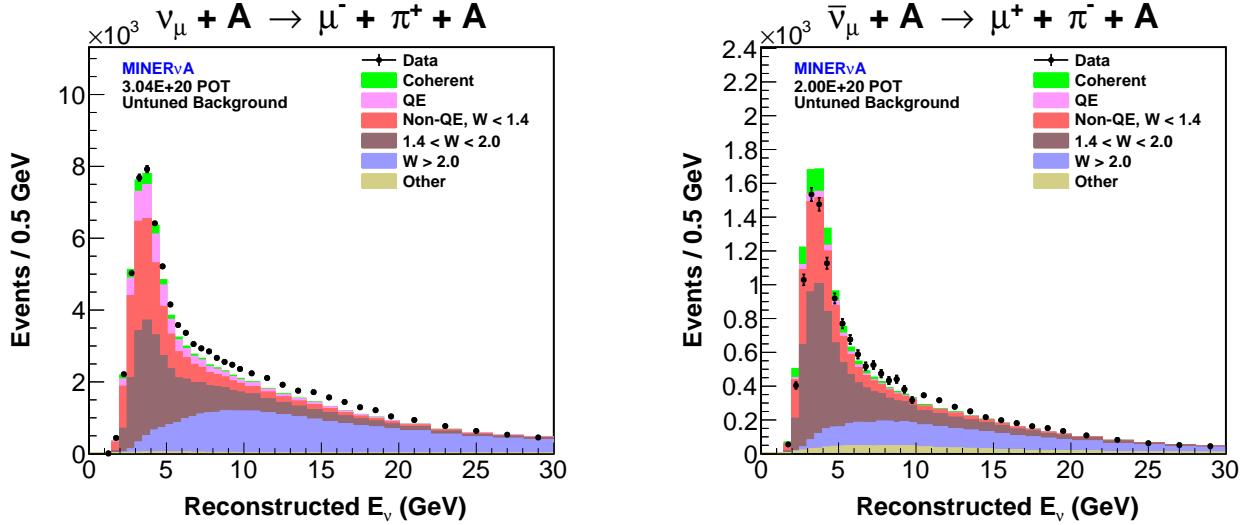 νμ + A → μ- + π+ + A
×10³
MINERνA
3.04E+20 POT
Untuned Background
Data
Coherent
QE
Non-QE, W < 1.4
1.4 < W < 2.0
W > 2.0
Other
10
8
6
4
2
0
Events / 0.5 GeV
0 5 10 15 20 25 30
Reconstructed Eν (GeV)
ν̄μ + A → μ+ + π- + A
×10³
MINERνA
2.00E+20 POT
Untuned Background
Data
Coherent
QE
Non-QE, W < 1.4
1.4 < W < 2.0
W > 2.0
Other
2.4
2.2
2
1.8
1.6
1.4
1.2
1
0.8
0.6
0.4
0.2
0
Events / 0.5 GeV
0 5 10 15 20 25 30
Reconstructed Eν (GeV)